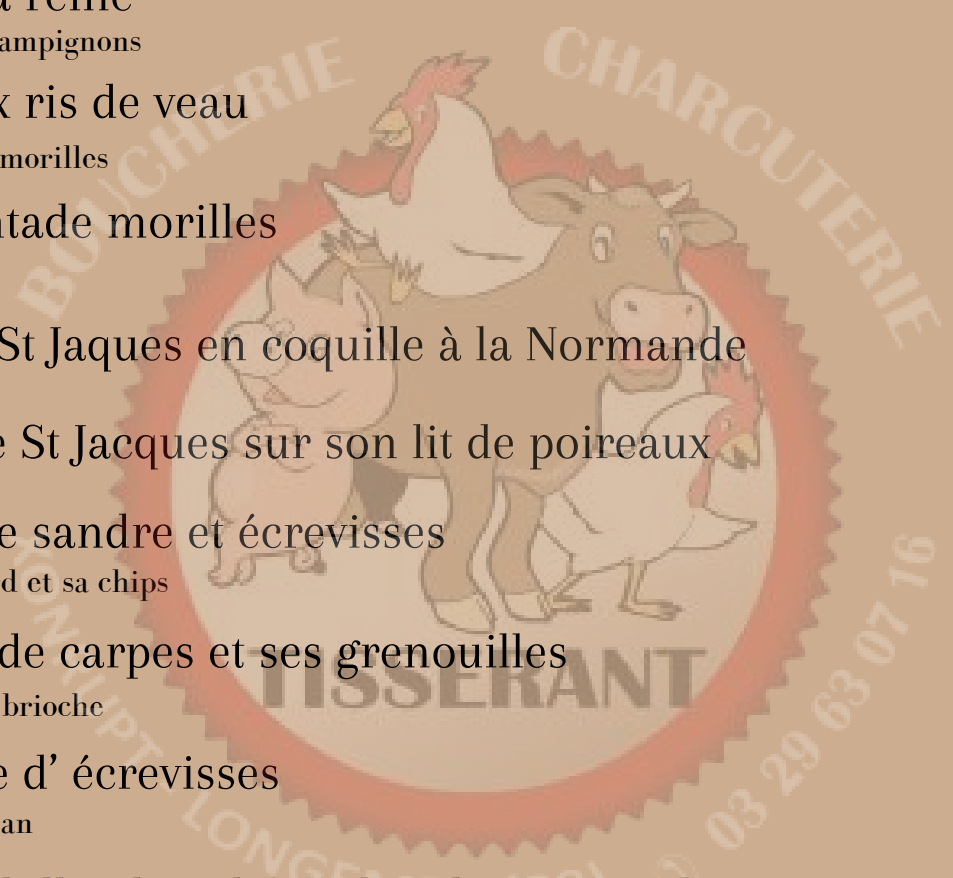 ampignons
x ris de veau
morilles
ntade morilles
St Jaques en coquille à la Normande
e St Jacques sur son lit de poireaux
e sandre et écrevisses
d et sa chips
de carpes et ses grenouilles
brioche
e d’ écrevisses
an
BOUCHERIE CHARCUTERIE
TISSERANT
03 29 63 07 16